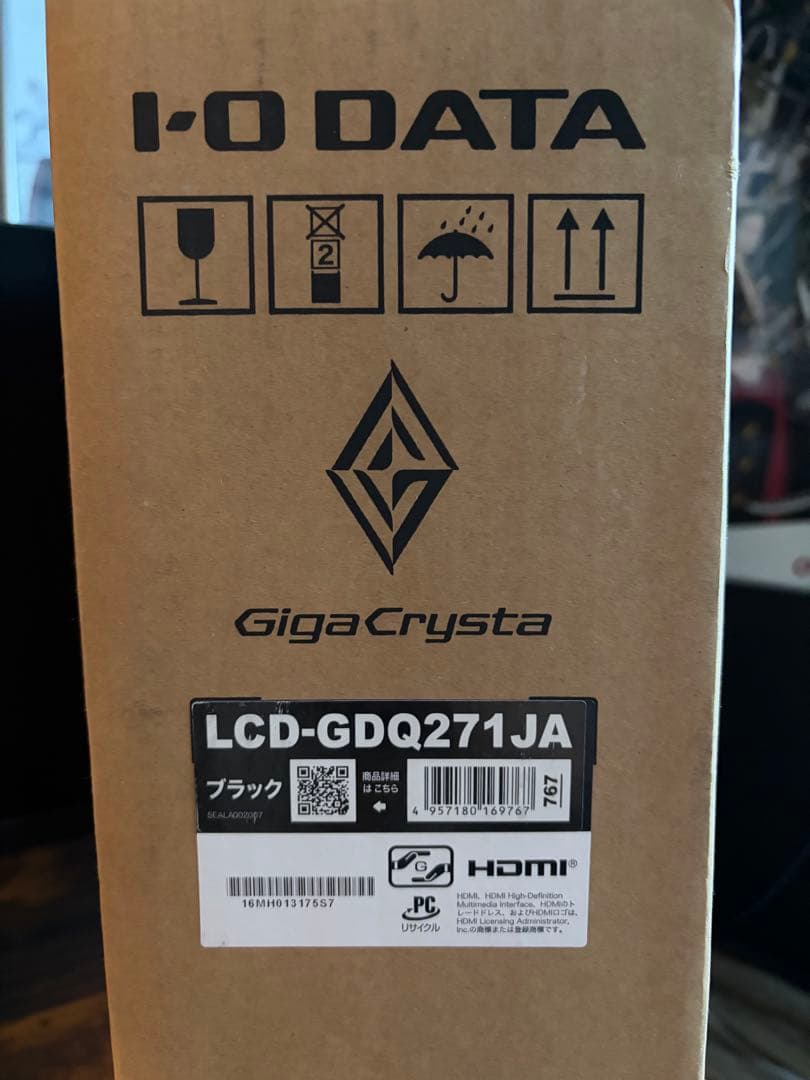 I-O DATA
2
GigaCrysta
LCD-GDQ271JA
ブラック
商品詳細
はこちら
4 957180 169767
767
SEALA002007
G
HDMI®
16MH013175S7
PC
リサイクル
HDMI、HDMI High-Definition
Multimedia Interface、HDMIのト
レードドレス、およびHDMIロゴは、
HDMI Licensing Administrator,
Inc.の商標または登録商標です。